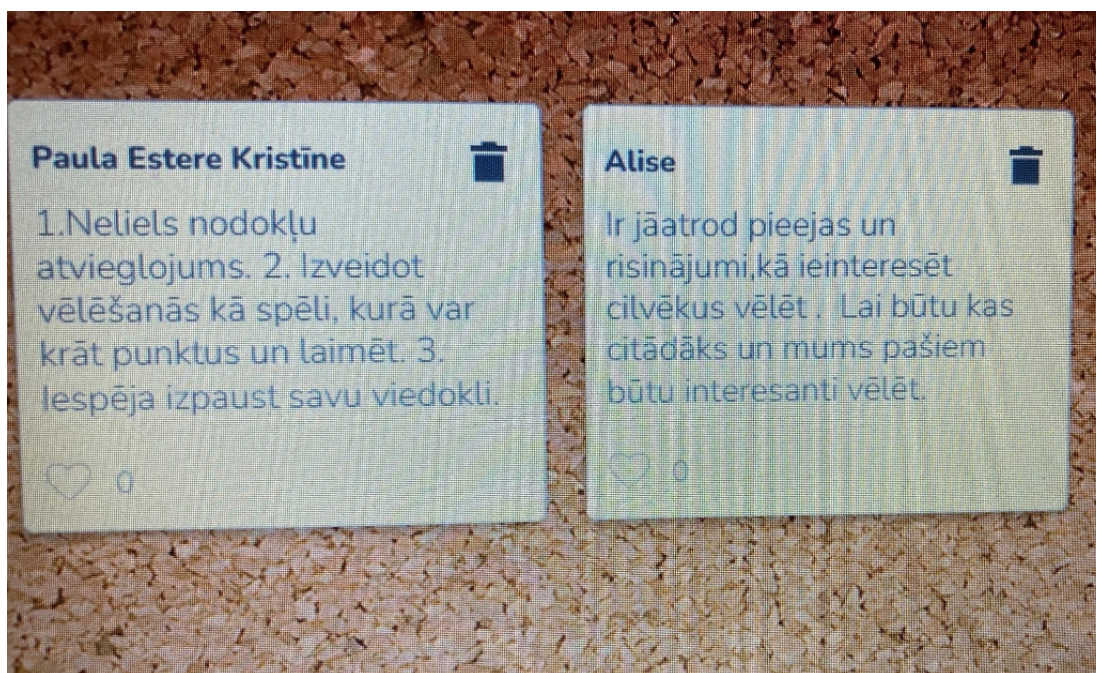 Paula Estere Kristīne
1.Neliels nodokļu
atvieglojums. 2. Izveidot
vēlēšanās kā spēli, kurā var
krāt punktus un laimēt. 3.
Iespēja izpaust savu viedokli.
0
Alise
Ir jāatrod pieejas un
risinājumi,kā ieinteresēt
cilvēkus vēlēt . Lai būtu kas
citādāks un mums pašiem
būtu interesanti vēlēt.
0